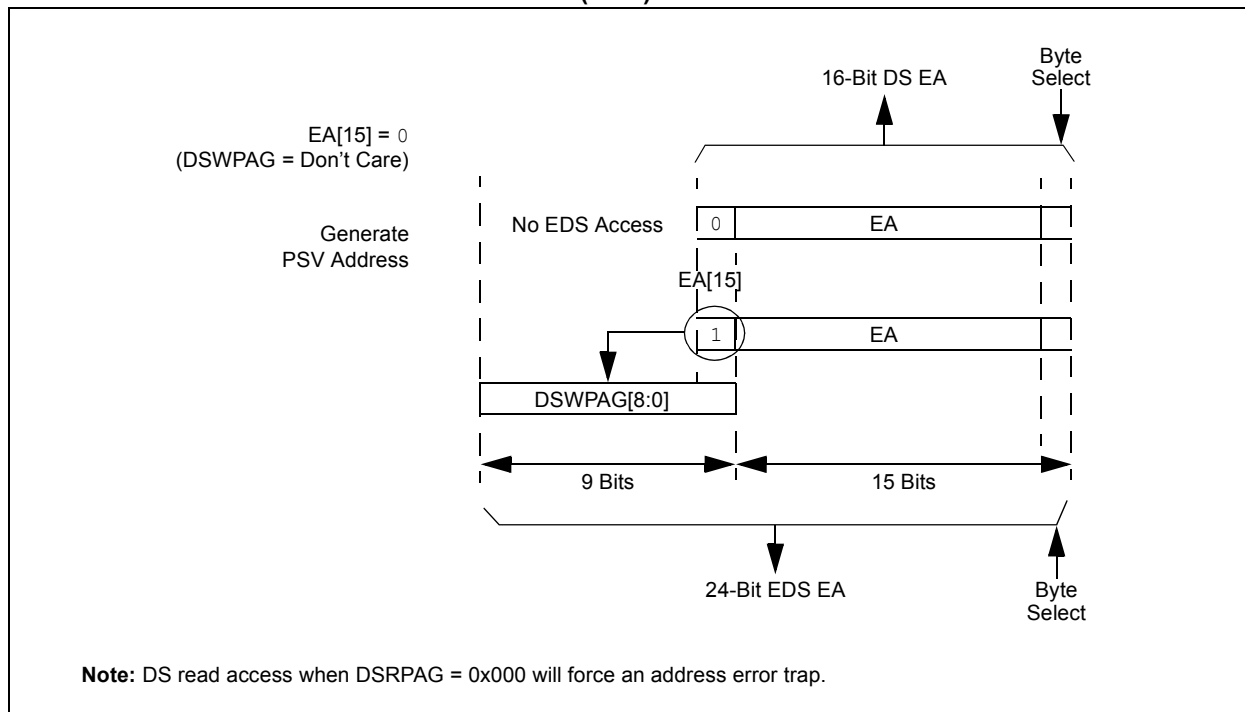 16-Bit DS EA
Byte
Select
EA[15] = 0
(DSWPAG = Don't Care)
No EDS Access
0
EA
Generate
PSV Address
EA[15]
1
EA
DSWPAG[8:0]
9 Bits
15 Bits
24-Bit EDS EA
Byte
Select
Note: DS read access when DSRPAG = 0x000 will force an address error trap.